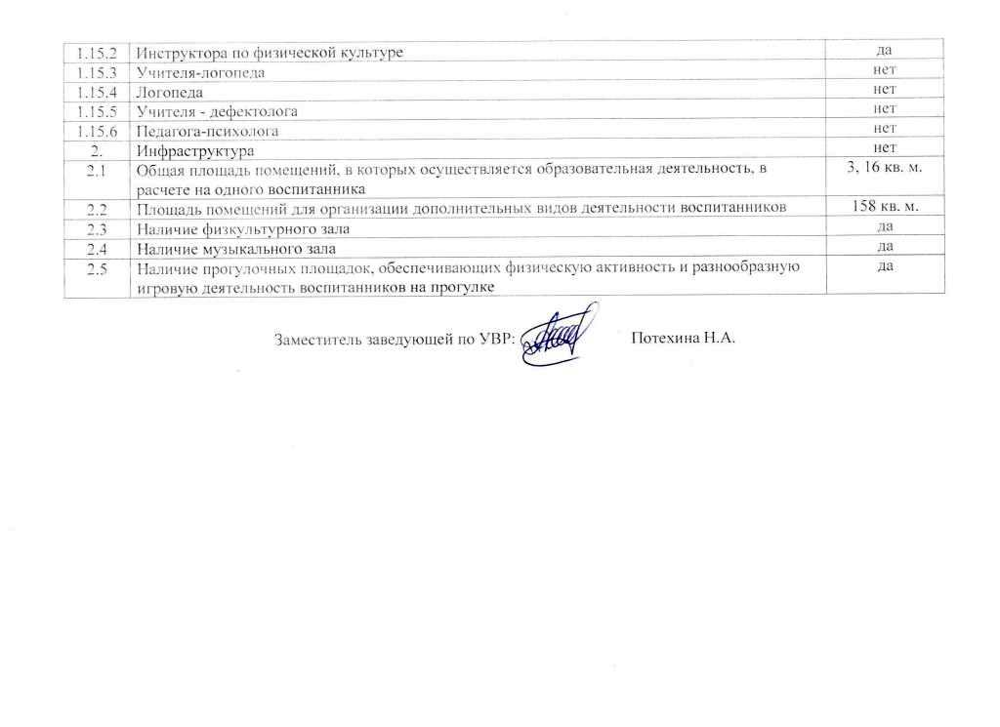 1.15.2 Инструктора по физической культуре да
1.15.3 Учителя-логопеда нет
1.15.4 Логопеда нет
1.15.5 Учителя - дефектолога нет
1.15.6 Педагога-психолога нет
2. Инфраструктура нет
2.1 Общая площадь помещений, в которых осуществляется образовательная деятельность, в 3, 16 кв. м.
расчете на одного воспитанника
2.2 Площадь помещений для организации дополнительных видов деятельности воспитанников 158 кв. м.
2.3 Наличие физкультурного зала да
2.4 Наличие музыкального зала да
2.5 Наличие прогулочных площадок, обеспечивающих физическую активность и разнообразную да
игровую деятельность воспитанников на прогулке
Заместитель заведующей по УВР: Потехина Н.А.